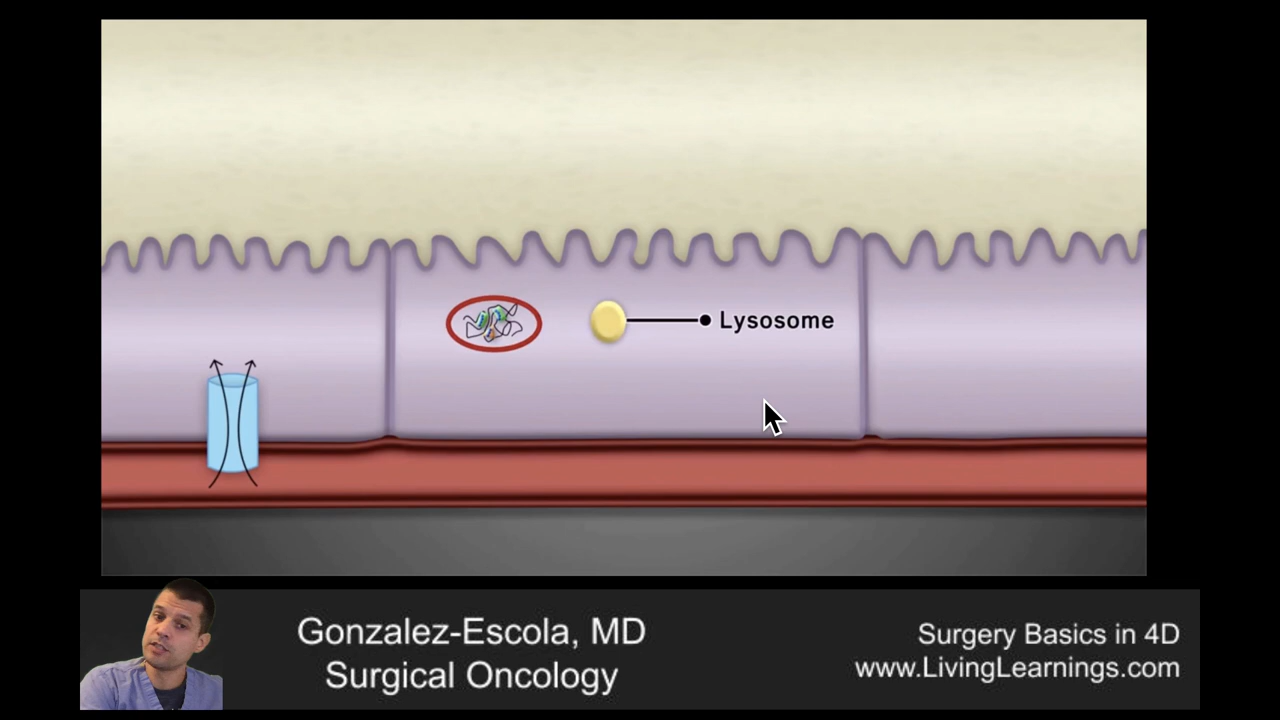 Lysosome
Gonzalez-Escola, MD
Surgical Oncology
Surgery Basics in 4D
www.LivingLearnings.com